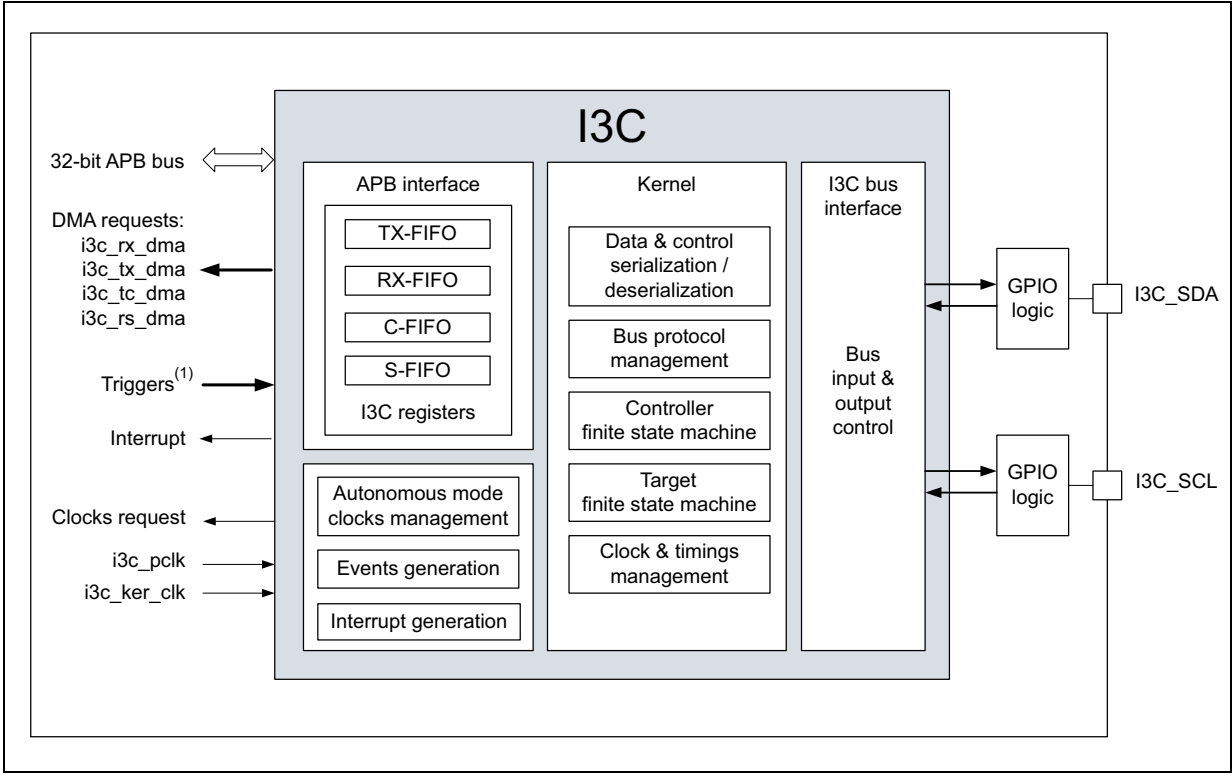 I3C
32-bit APB bus
DMA requests:
i3c_rx_dma
i3c_tx_dma
i3c_tc_dma
i3c_rs_dma
Triggers(1)
Interrupt
Clocks request
i3c_pclk
i3c_ker_clk
APB interface
TX-FIFO
RX-FIFO
C-FIFO
S-FIFO
I3C registers
Autonomous mode
clocks management
Events generation
Interrupt generation
Kernel
Data & control
serialization /
deserialization
Bus protocol
management
Controller
finite state machine
Target
finite state machine
Clock & timings
management
I3C bus
interface
Bus
input &
output
control
GPIO
logic
I3C_SDA
GPIO
logic
I3C_SCL